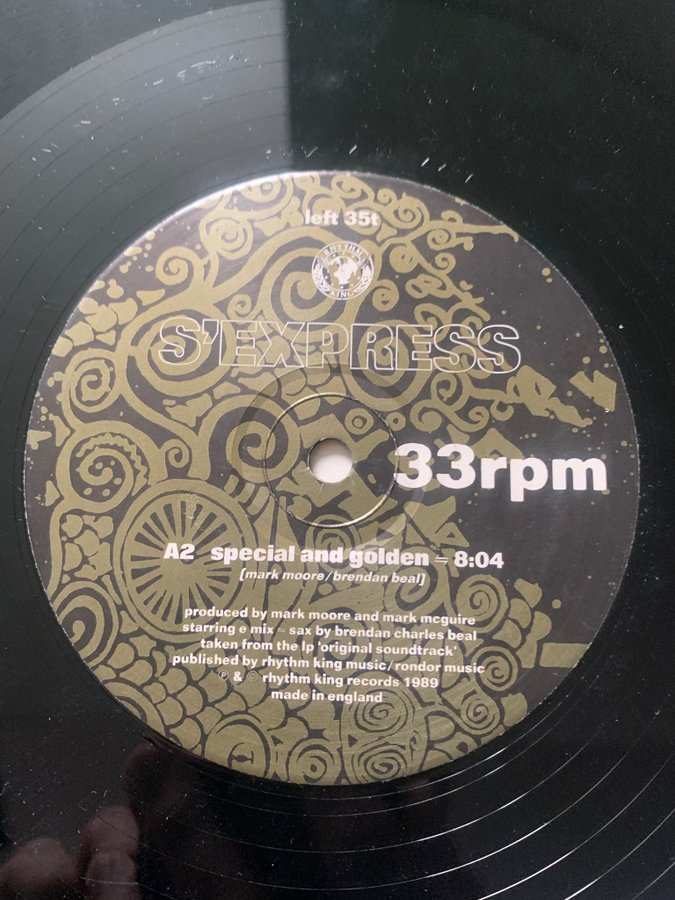 left 35t
RHYTHM
KING
S'EXPRESS
33rpm
A2 special and golden – 8:04
[mark moore/brendan beal]
produced by mark moore and mark mcguire
starring e mix – sax by brendan charles beal
taken from the lp 'original soundtrack'
published by rhythm king music/rondor music
℗ & © rhythm king records 1989
made in england